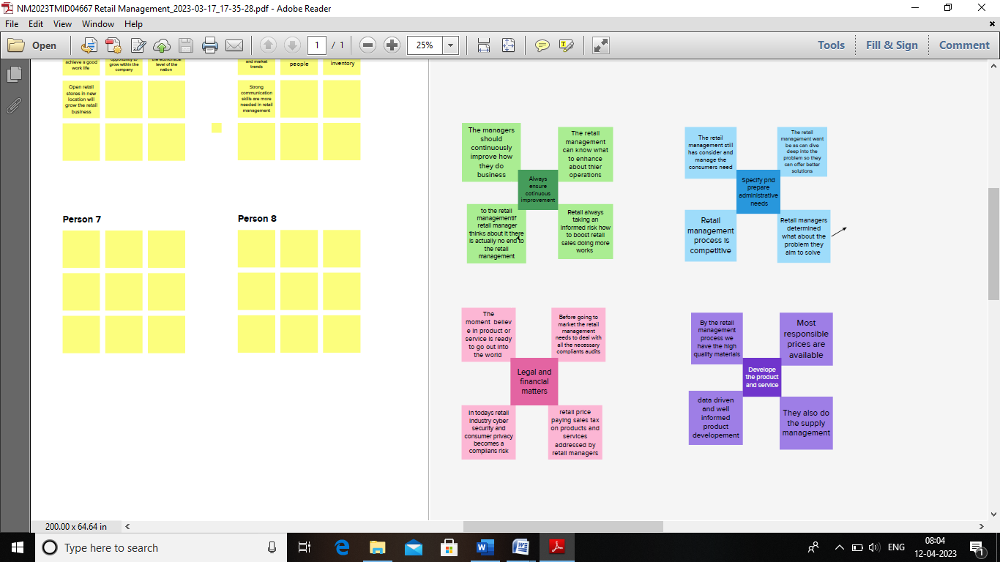 NM2023TMID04667 Retail Management_2023-03-17_17-35-28.pdf - Adobe Reader
File Edit View Window Help
Open
1 / 1
25%
Tools Fill & Sign Comment
achieve a good
work life
opportunity to
grow within the
company
the economical
level of the
nation
and market
trends
people
inventory
Open retail
stores in new
location will
grow the retail
business
Strong
communication
skills are more
needed in retail
management
Person 7
Person 8
The managers
should
continuously
improve how
they do
business
The retail
management
can know what
to enhance
about thier
operations
Always
ensure
cotinuous
improvement
to the retail
managementif
retail manager
thinks about it there
is actually no end to
the retail
management
Retail always
taking an
informed risk how
to boost retail
sales doing more
works
The retail
management still
has consider and
manage the
consumers need
The retail
management want
be as can dive
deep into the
problem so they
can offer better
solutions
Specify pnd
prepare
administrative
needs
Retail
management
process is
competitive
Retail managers
determined
what about the
problem they
aim to solve
The
moment believ
e in product or
service is ready
to go out into
the world
Before going to
market the retail
management
needs to deal with
all the necessary
compliants audits
Legal and
financial
matters
In todays retail
industry cyber
security and
consumer privacy
becomes a
complians risk
retail price
paying sales tax
on products and
services
addressed by
retail managers
By the retail
management
process we
have the high
quality materials
Most
responsible
prices are
available
Develope
the product
and service
data driven
and well
informed
product
developement
They also do
the supply
management
200.00 x 64.64 in
Type here to search
ENG
08:04
12-04-2023
1